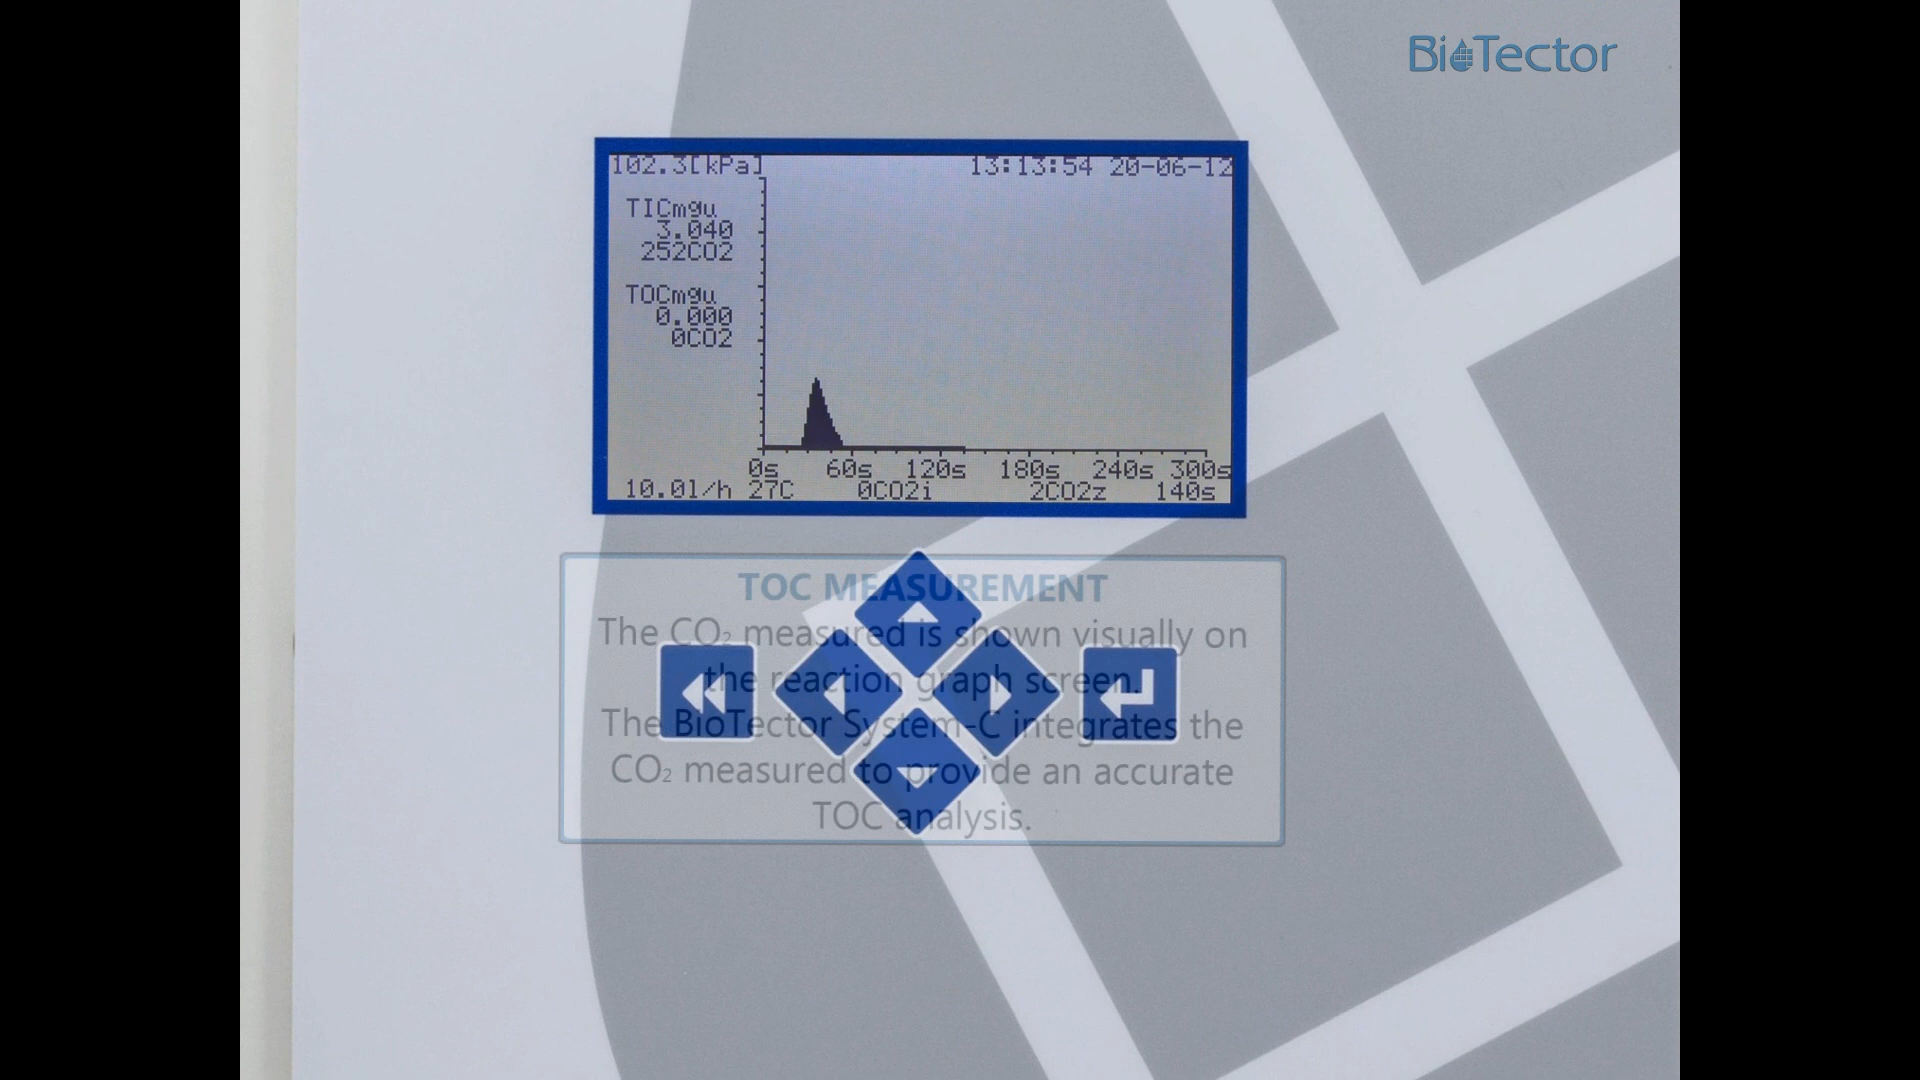 BioTector
102.3[kPa] 13:13:54 20-06-12
TICmgu
3.040
252CO2
TOCmgu
0.000
0CO2
0s 60s 120s 180s 240s 300s
10.0l/h 27C 0CO2i 2CO2z 140s
TOC MEASUREMENT
The CO₂ measured is shown visually on
the reaction graph screen.
The BioTector System-C integrates the
CO₂ measured to provide an accurate
TOC analysis.